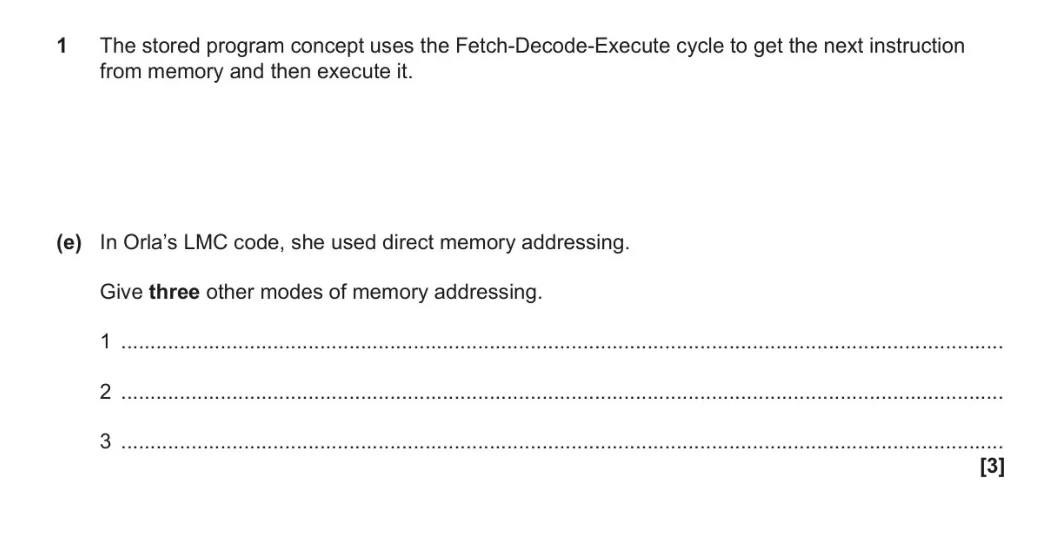 1 The stored program concept uses the Fetch-Decode-Execute cycle to get the next instruction
from memory and then execute it.
(e) In Orla’s LMC code, she used direct memory addressing.
Give three other modes of memory addressing.
1 ....................................................................................................
2 ....................................................................................................
3 ....................................................................................................
[3]